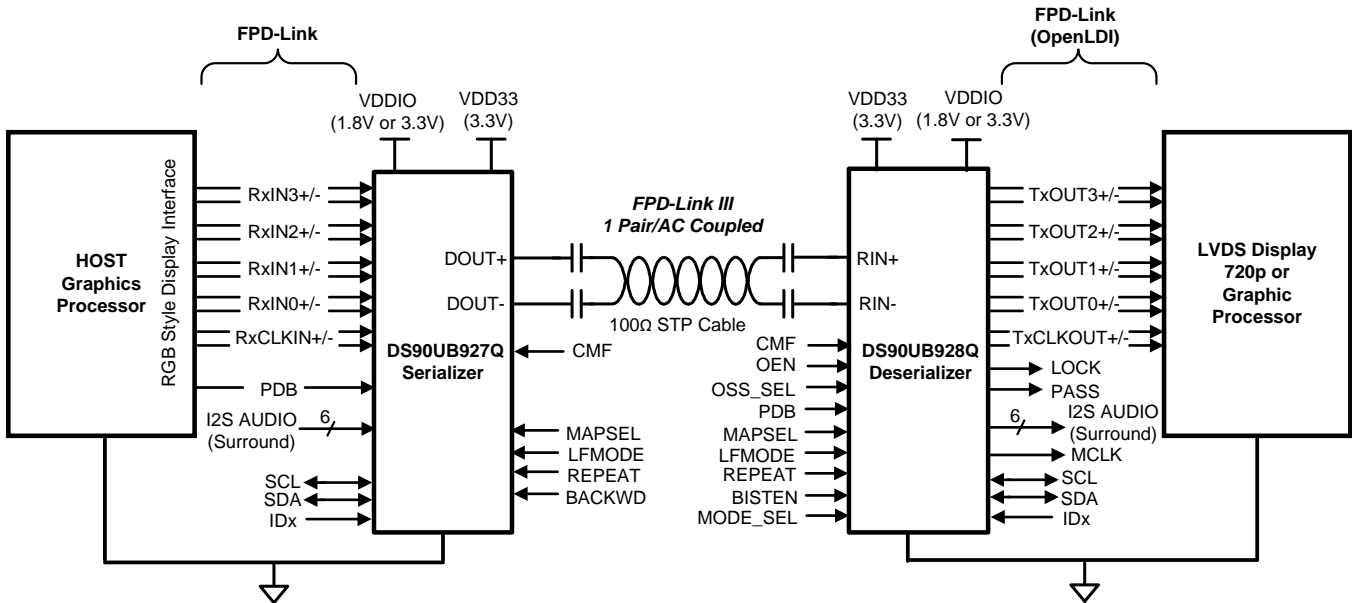 FPD-Link
FPD-Link
(OpenLDI)
VDDIO
(1.8V or 3.3V)
VDD33
(3.3V)
VDD33
(3.3V)
VDDIO
(1.8V or 3.3V)
HOST
Graphics
Processor
RGB Style Display Interface
RxIN3+/-
RxIN2+/-
RxIN1+/-
RxIN0+/-
RxCLKIN+/-
PDB
I2S AUDIO
(Surround)
6
SCL
SDA
IDx
DOUT+
DOUT-
DS90UB927Q
Serializer
CMF
MAPSEL
LFMODE
REPEAT
BACKWD
FPD-Link III
1 Pair/AC Coupled
100Ω STP Cable
RIN+
RIN-
DS90UB928Q
Deserializer
CMF
OEN
OSS_SEL
PDB
MAPSEL
LFMODE
REPEAT
BISTEN
MODE_SEL
TxOUT3+/-
TxOUT2+/-
TxOUT1+/-
TxOUT0+/-
TxCLKOUT+/-
LOCK
PASS
6
I2S AUDIO
(Surround)
MCLK
SCL
SDA
IDx
LVDS Display
720p or
Graphic
Processor